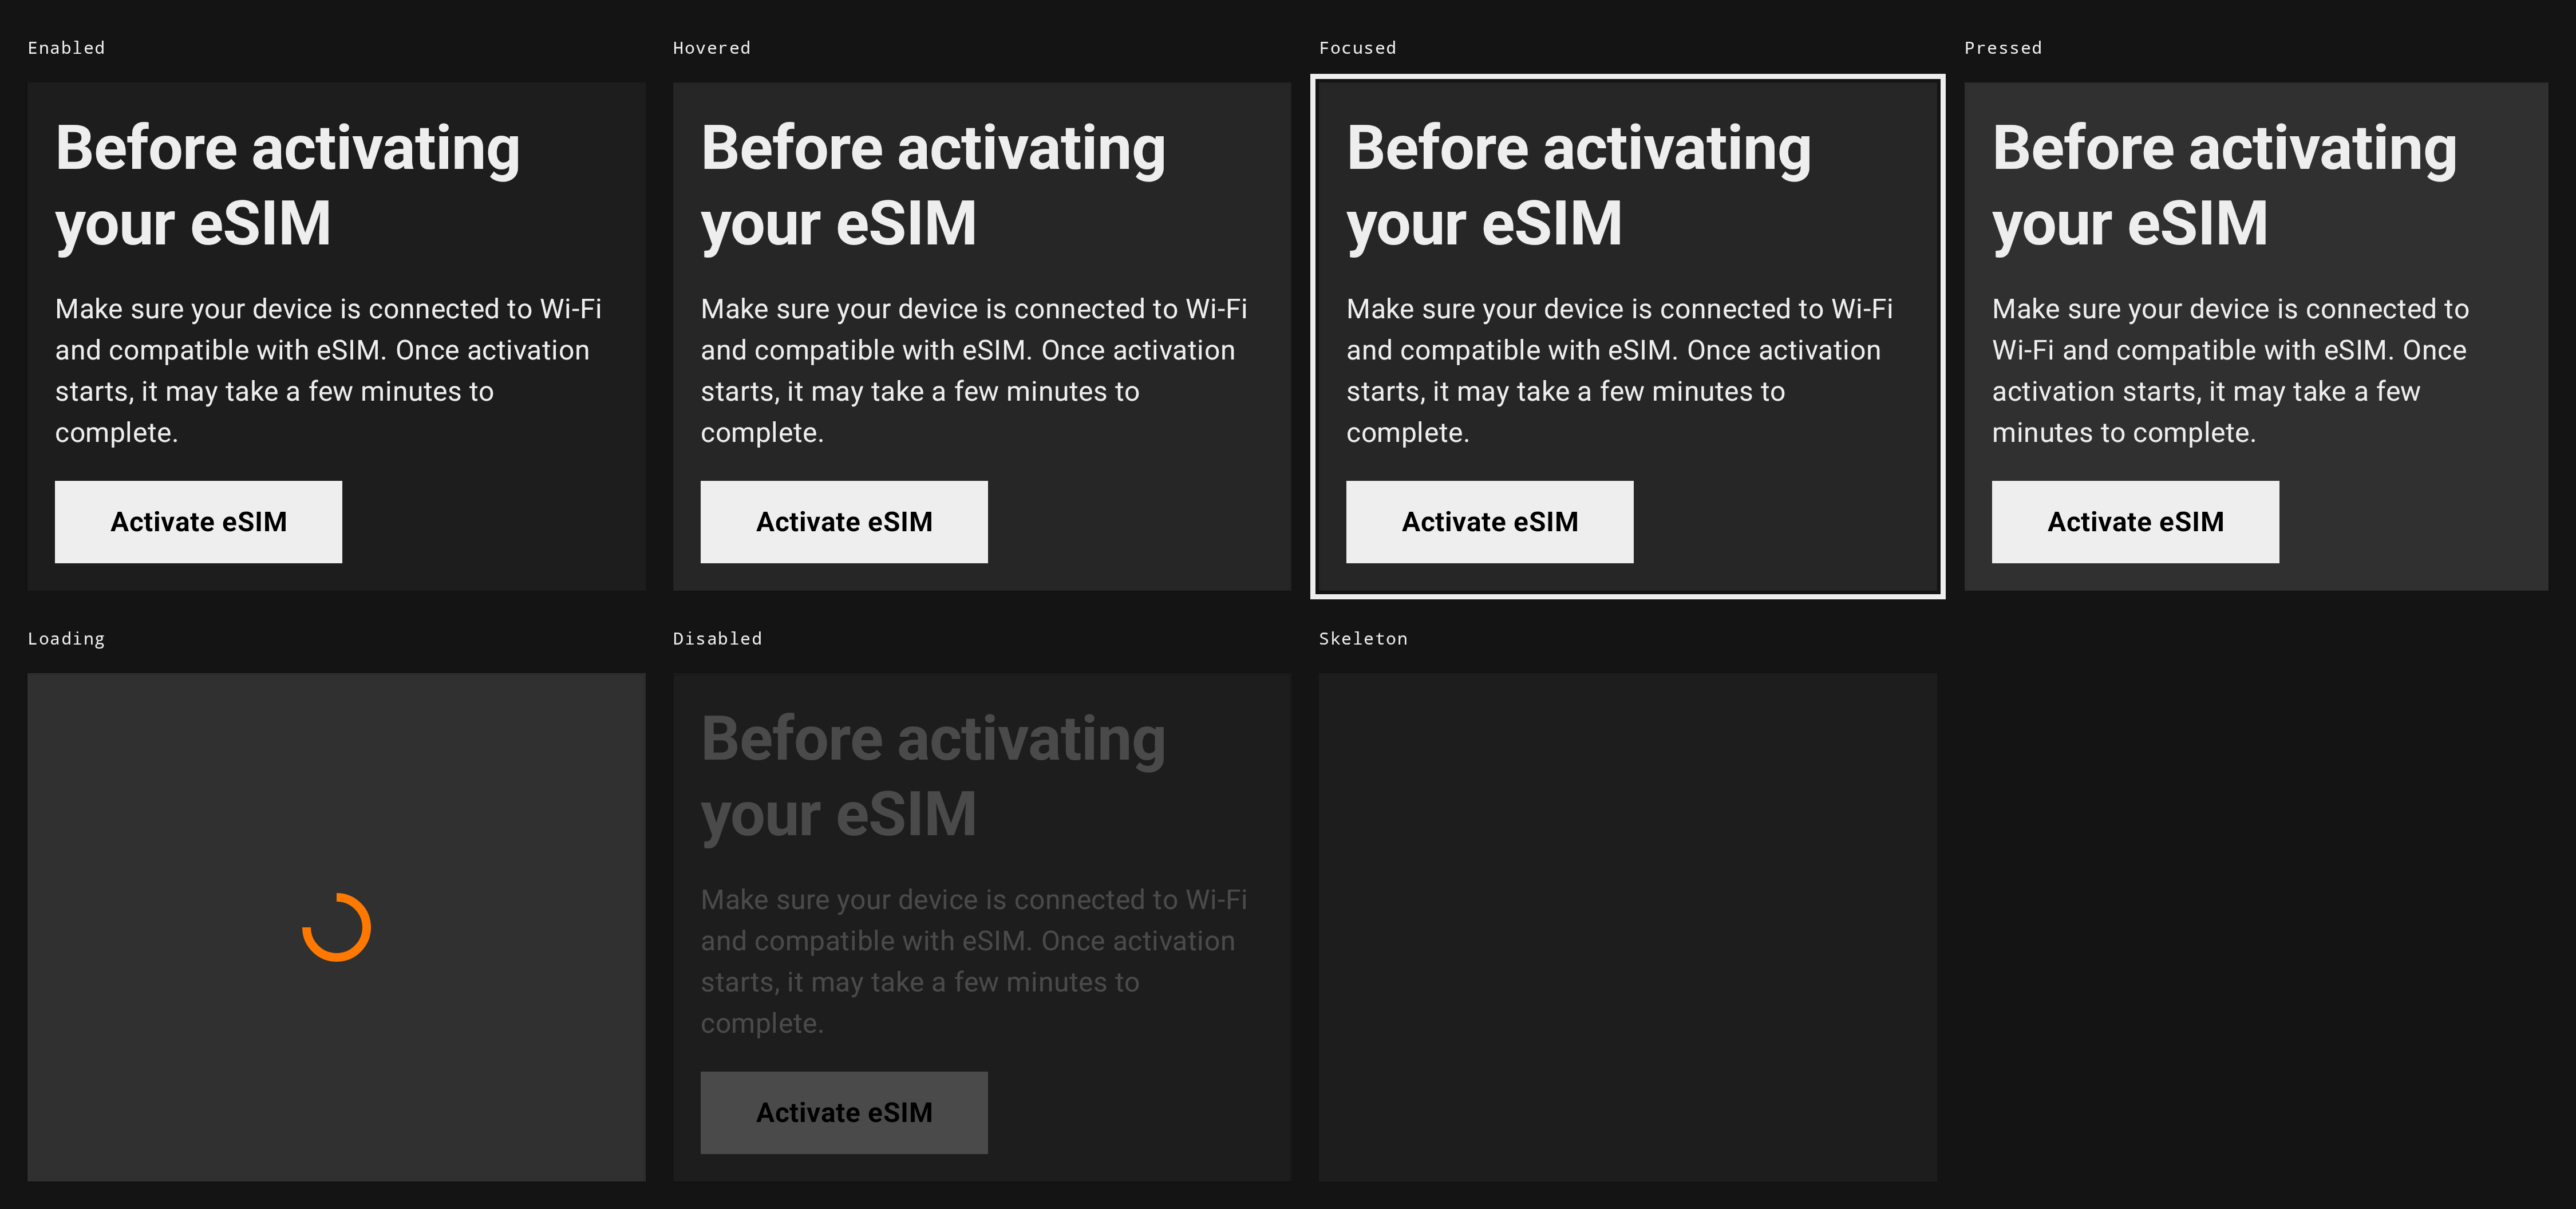 Enabled
Before activating
your eSIM
Make sure your device is connected to Wi-Fi
and compatible with eSIM. Once activation
starts, it may take a few minutes to
complete.
Activate eSIM
Hovered
Before activating
your eSIM
Make sure your device is connected to Wi-Fi
and compatible with eSIM. Once activation
starts, it may take a few minutes to
complete.
Activate eSIM
Focused
Before activating
your eSIM
Make sure your device is connected to Wi-Fi
and compatible with eSIM. Once activation
starts, it may take a few minutes to
complete.
Activate eSIM
Pressed
Before activating
your eSIM
Make sure your device is connected to
Wi-Fi and compatible with eSIM. Once
activation starts, it may take a few
minutes to complete.
Activate eSIM
Loading
Disabled
Before activating
your eSIM
Make sure your device is connected to Wi-Fi
and compatible with eSIM. Once activation
starts, it may take a few minutes to
complete.
Activate eSIM
Skeleton